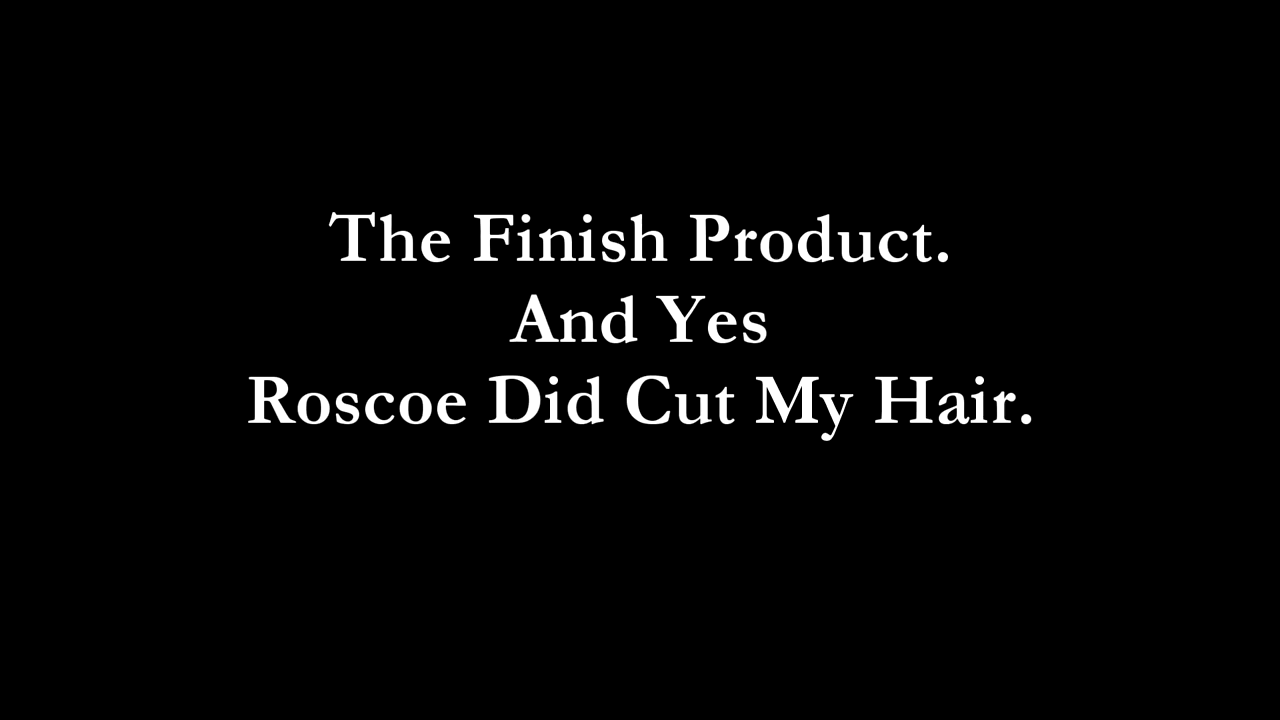 The Finish Product.
And Yes
Roscoe Did Cut My Hair.